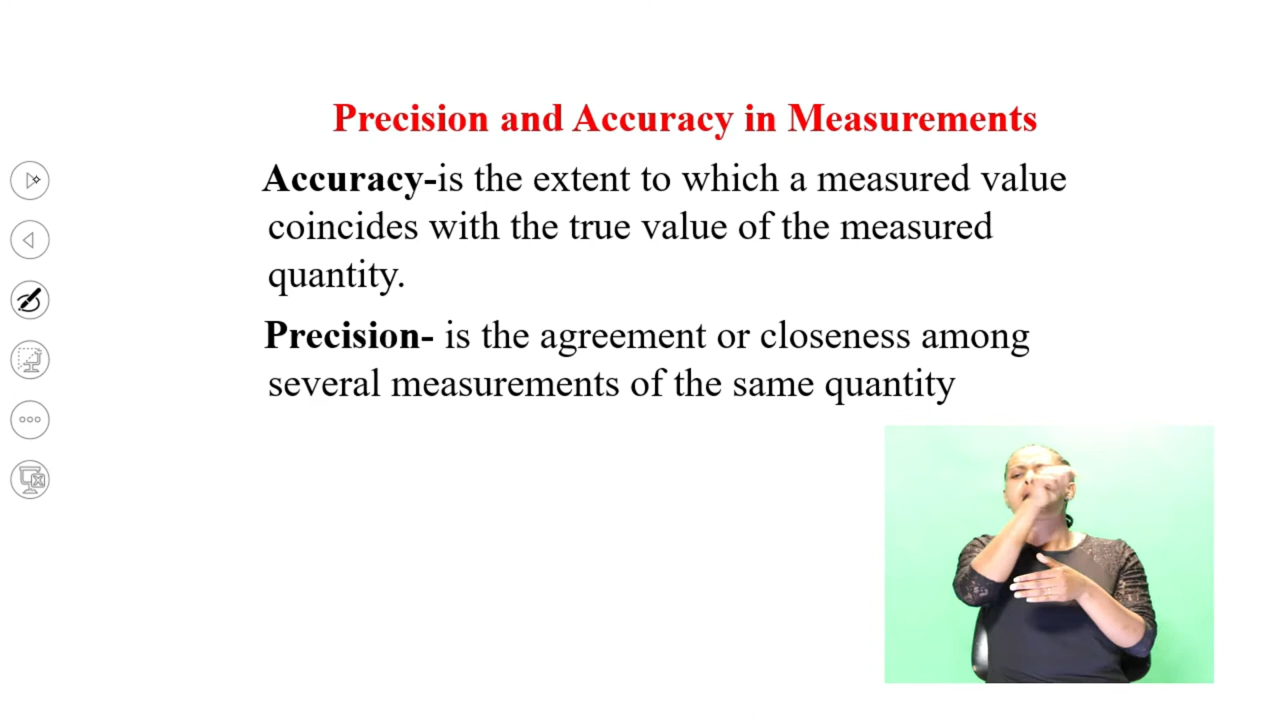 Precision and Accuracy in Measurements
Accuracy-is the extent to which a measured value
coincides with the true value of the measured
quantity.
Precision- is the agreement or closeness among
several measurements of the same quantity